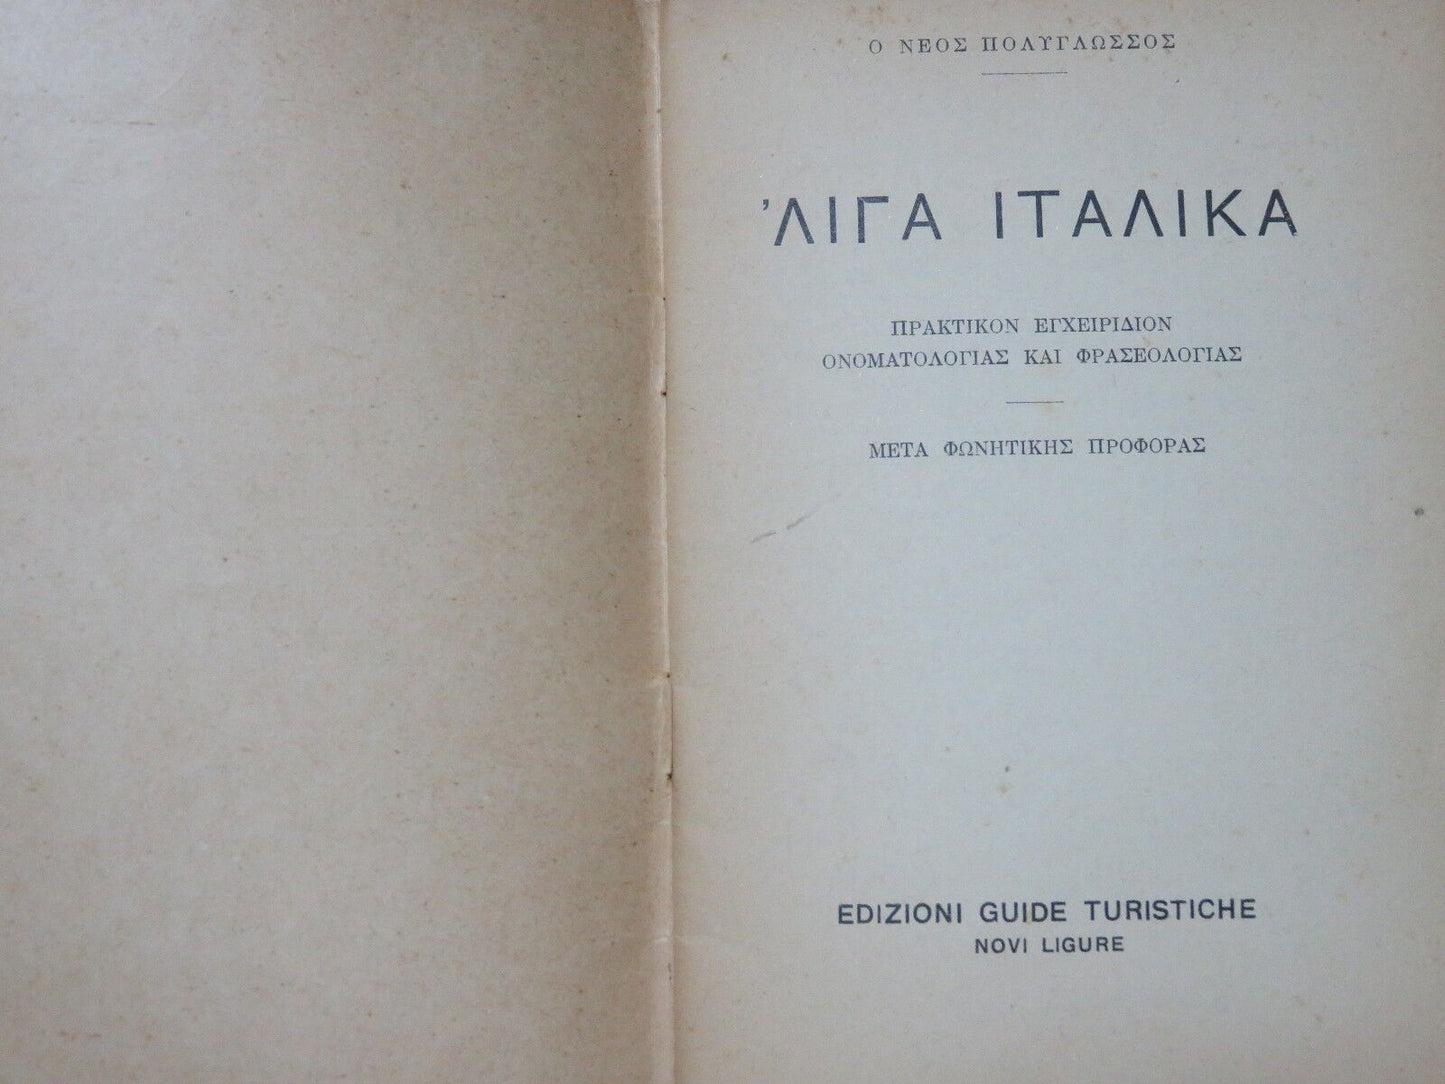 Ο ΝΕΟΣ ΠΟΛΥΓΛΩΣΣΟΣ
'ΛΙΓΑ ΙΤΑΛΙΚΑ
ΠΡΑΚΤΙΚΟΝ ΕΓΧΕΙΡΙΔΙΟΝ
ΟΝΟΜΑΤΟΛΟΓΙΑΣ ΚΑΙ ΦΡΑΣΕΟΛΟΓΙΑΣ
ΜΕΤΑ ΦΩΝΗΤΙΚΗΣ ΠΡΟΦΟΡΑΣ
EDIZIONI GUIDE TURISTICHE
NOVI LIGURE